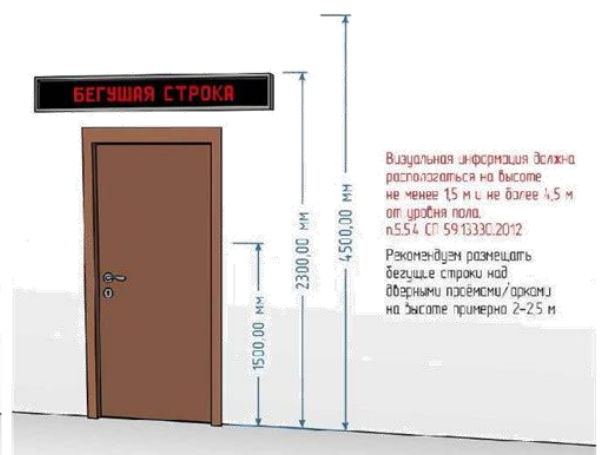 БЕГУЩАЯ СТРОКА
1500,00 мм
2300,00 мм
4500,00 мм
Визуальная информация должна
располагаться на высоте
не менее 1,5 м и не более 4,5 м
от уровня пола.
п.5.5.4 СП 59.13330.2012
Рекомендуем размещать
бегущие строки над
дверными проёмами/арками
на высоте примерно 2-2,5 м